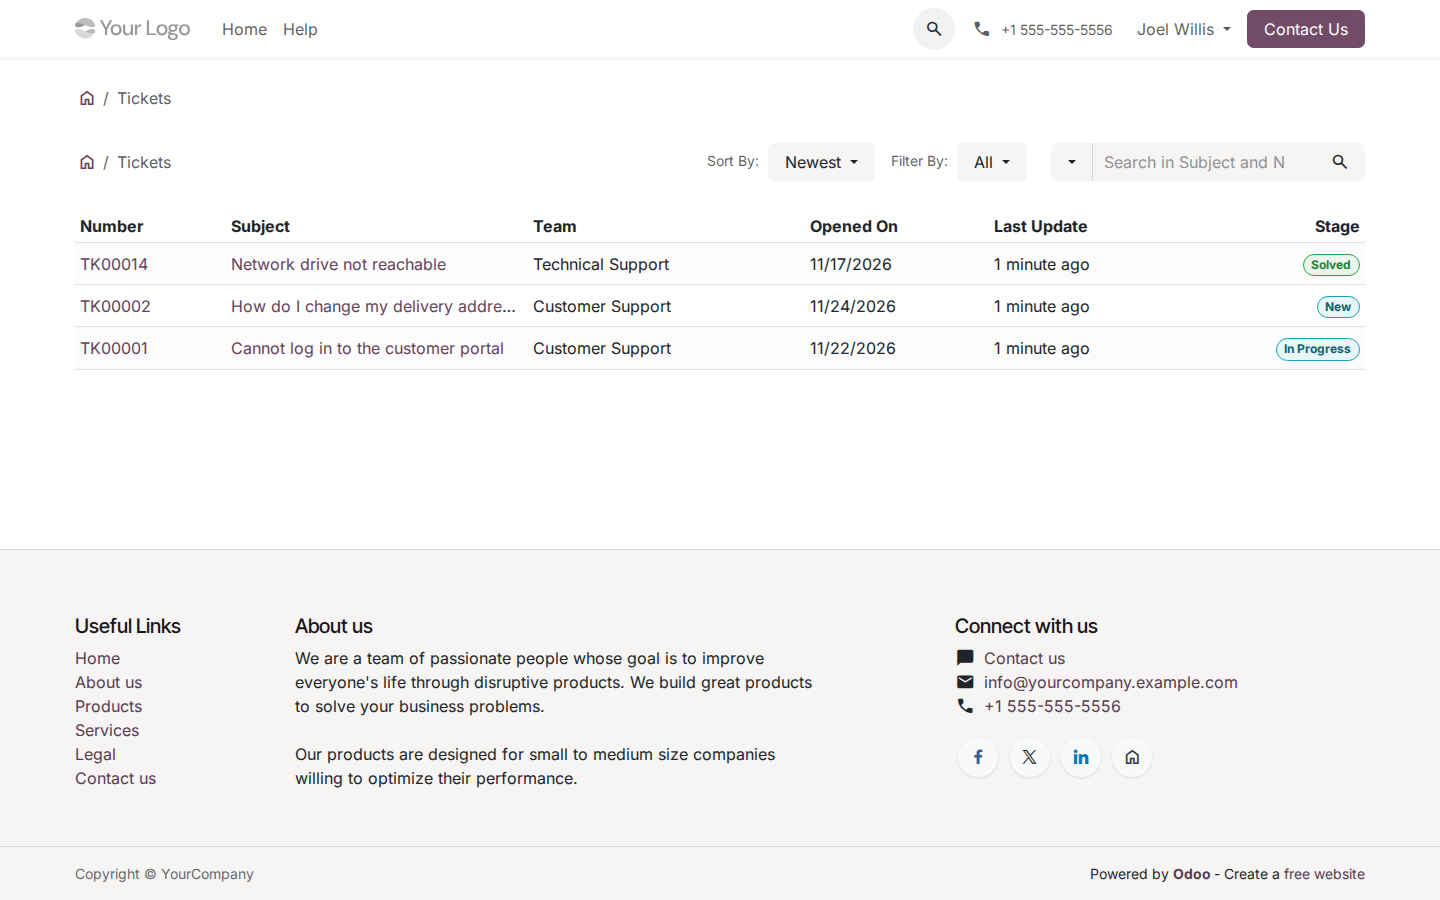 Your Logo Home Help +1 555-555-5556 Joel Willis Contact Us
/ Tickets
/ Tickets Sort By: Newest Filter By: All Search in Subject and N
Number Subject Team Opened On Last Update Stage
TK00014 Network drive not reachable Technical Support 11/17/2026 1 minute ago Solved
TK00002 How do I change my delivery addre... Customer Support 11/24/2026 1 minute ago New
TK00001 Cannot log in to the customer portal Customer Support 11/22/2026 1 minute ago In Progress
Useful Links
Home
About us
Products
Services
Legal
Contact us
About us
We are a team of passionate people whose goal is to improve
everyone's life through disruptive products. We build great products
to solve your business problems.
Our products are designed for small to medium size companies
willing to optimize their performance.
Connect with us
Contact us
info@yourcompany.example.com
+1 555-555-5556
Copyright © YourCompany
Powered by Odoo - Create a free website